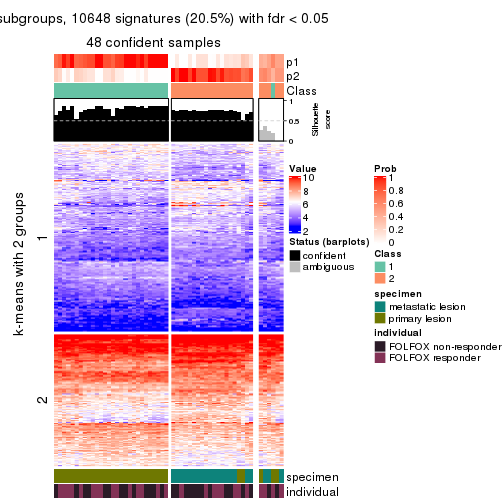 subgroups, 10648 signatures (20.5%) with fdr < 0.05
48 confident samples
p1
p2
Class
1
0.5
0
Silhouette
score
k-means with 2 groups
1
2
specimen
individual
Value
10
8
6
4
2
Status (barplots)
confident
ambiguous
Prob
1
0.8
0.6
0.4
0.2
0
Class
1
2
specimen
metastatic lesion
primary lesion
individual
FOLFOX non-responder
FOLFOX responder